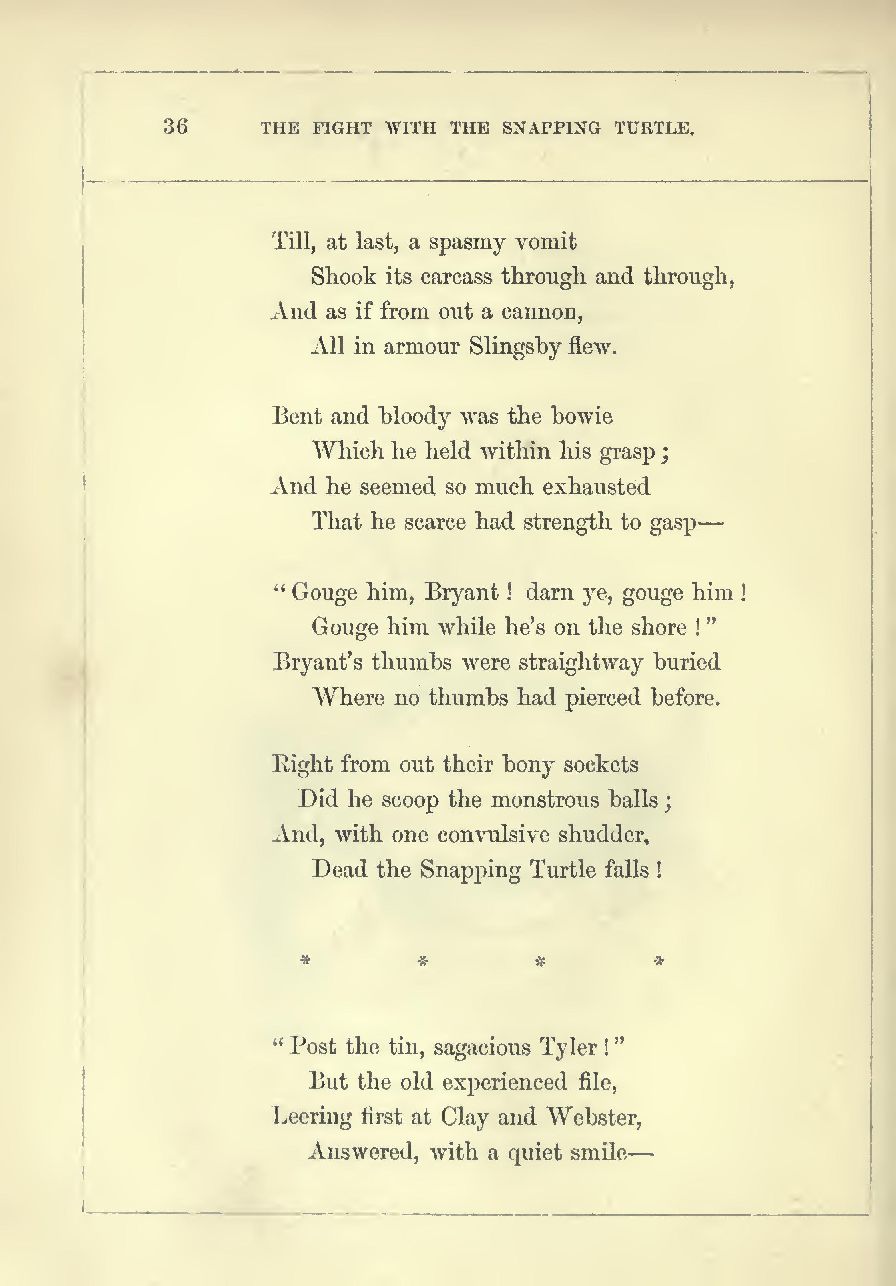 36 THE FIGHT WITH THE SNAPPING TURTLE.
Till, at last, a spasmy vomit
Shook its carcass through and through,
And as if from out a cannon,
All in armour Slingsby flew.
Bent and bloody was the bowie
Which he held within his grasp ;
And he seemed so much exhausted
That he scarce had strength to gasp—
“ Gouge him, Bryant ! darn ye, gouge him !
Gouge him while he’s on the shore ! ”
Bryant’s thumbs were straightway buried
Where no thumbs had pierced before.
Right from out their bony sockets
Did he scoop the monstrous balls ;
And, with one convulsive shudder,
Dead the Snapping Turtle falls !
* * * *
“ Post the tin, sagacious Tyler ! ”
But the old experienced file,
Leering first at Clay and Webster,
Answered, with a quiet smile—